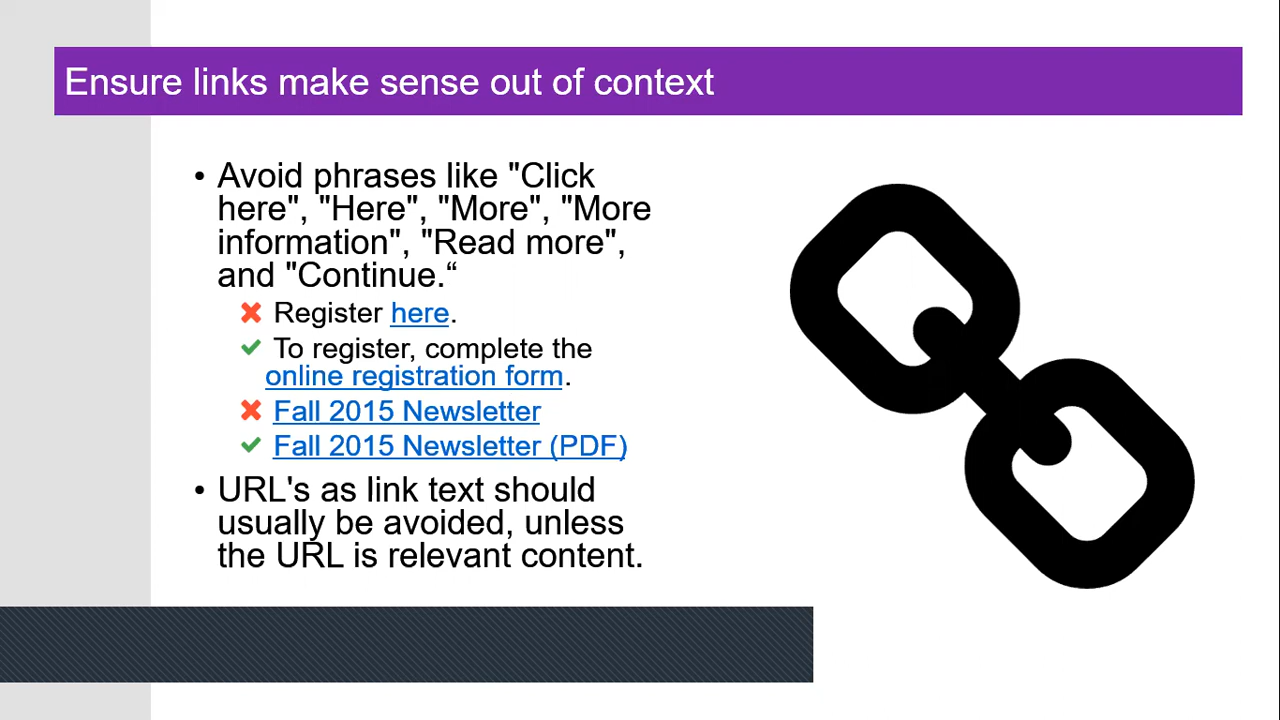 Ensure links make sense out of context
• Avoid phrases like "Click
here", "Here", "More", "More
information", "Read more",
and "Continue.“
✖ Register here.
✔ To register, complete the
online registration form.
✖ Fall 2015 Newsletter
✔ Fall 2015 Newsletter (PDF)
• URL's as link text should
usually be avoided, unless
the URL is relevant content.